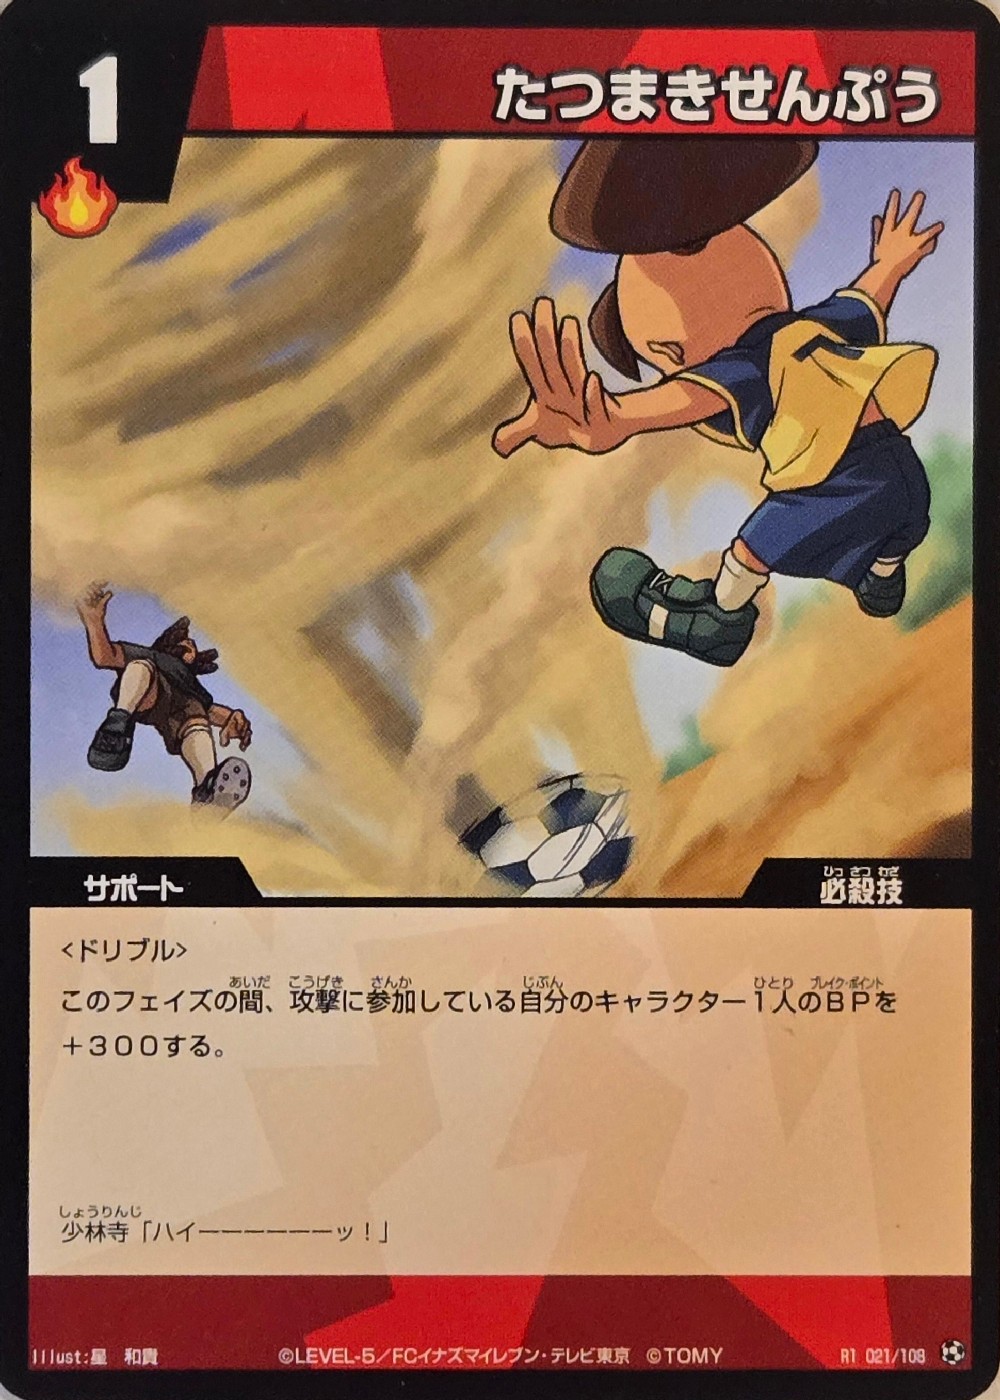 1
たつまきせんぷう
サポート
ひっさつわざ
必殺技
<ドリブル>
あいだ こうげき さんか じぶん ひとり ブレイク・ポイント
このフェイズの間、攻撃に参加している自分のキャラクター1人のＢＰを
＋３００する。
しょうりんじ
少林寺「ハイーーーーーーーッ！」
Illust:星 和貴
©LEVEL-5／FCイナズマイレブン・テレビ東京 ©TOMY
R1 021/108